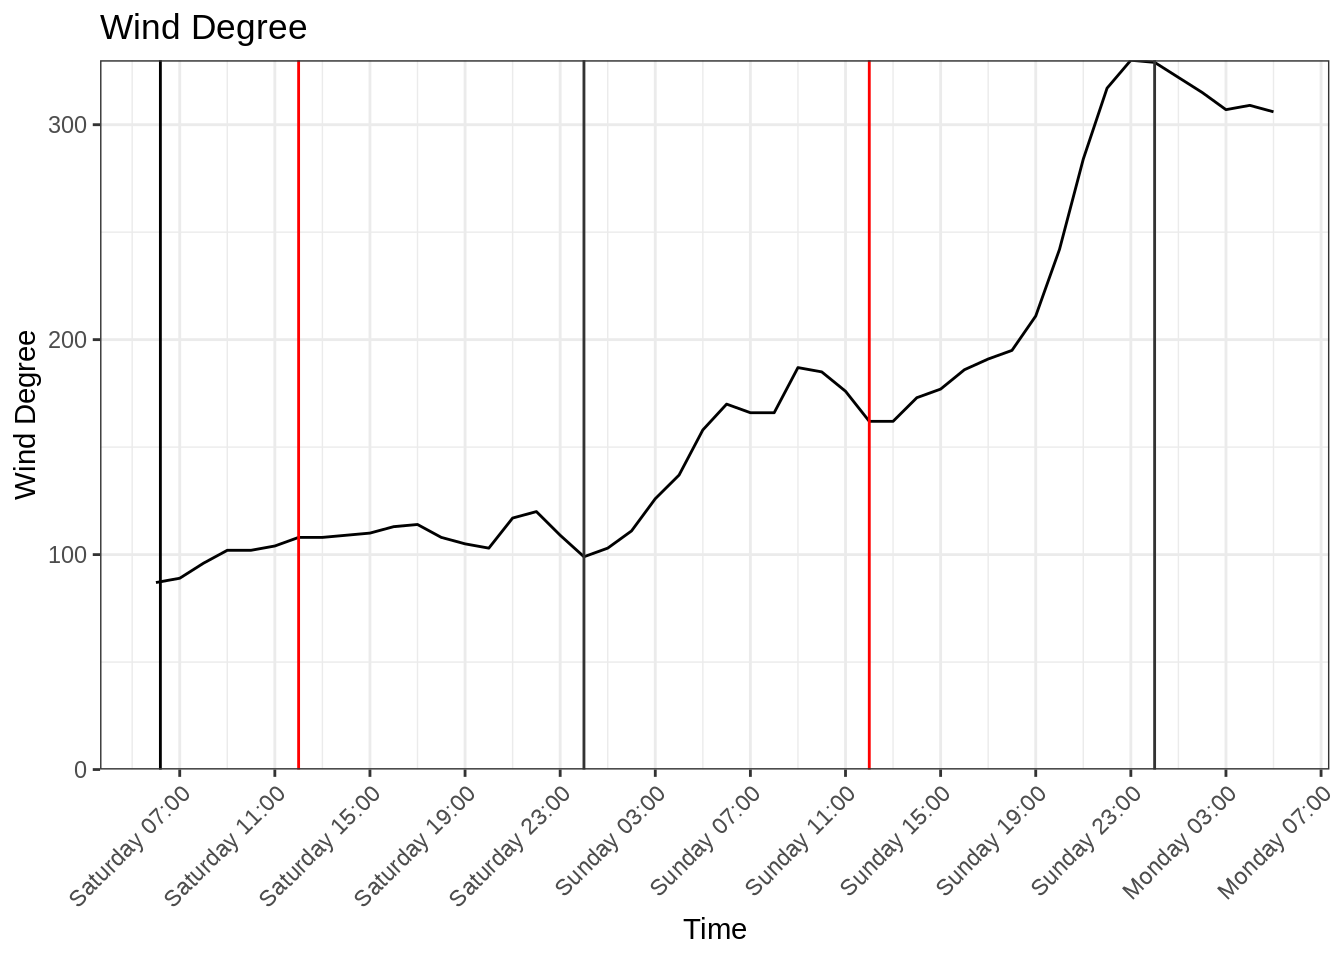 Wind Degree
Wind Degree
300
200
100
0
Saturday 07:00
Saturday 11:00
Saturday 15:00
Saturday 19:00
Saturday 23:00
Sunday 03:00
Sunday 07:00
Sunday 11:00
Sunday 15:00
Sunday 19:00
Sunday 23:00
Monday 03:00
Monday 07:00
Time